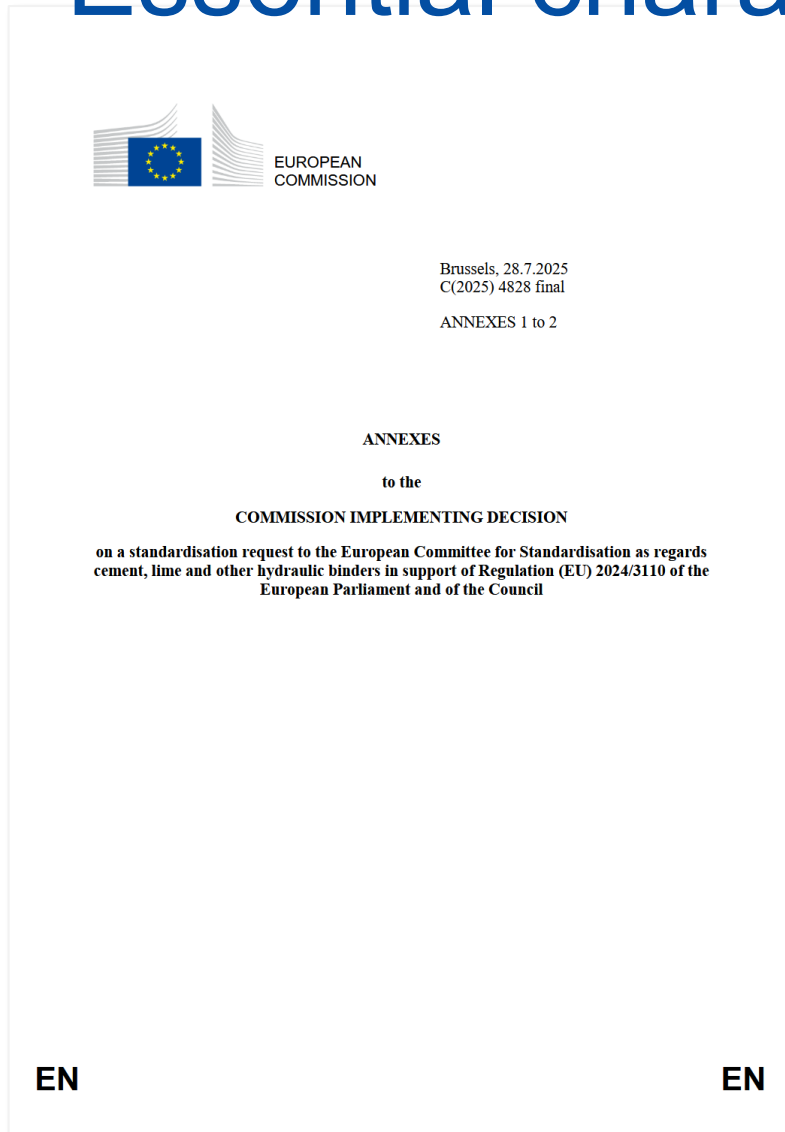 EUROPEAN
COMMISSION
Brussels, 28.7.2025
C(2025) 4828 final
ANNEXES 1 to 2
ANNEXES
to the
COMMISSION IMPLEMENTING DECISION
on a standardisation request to the European Committee for Standardisation as regards
cement, lime and other hydraulic binders in support of Regulation (EU) 2024/3110 of the
European Parliament and of the Council
EN
EN